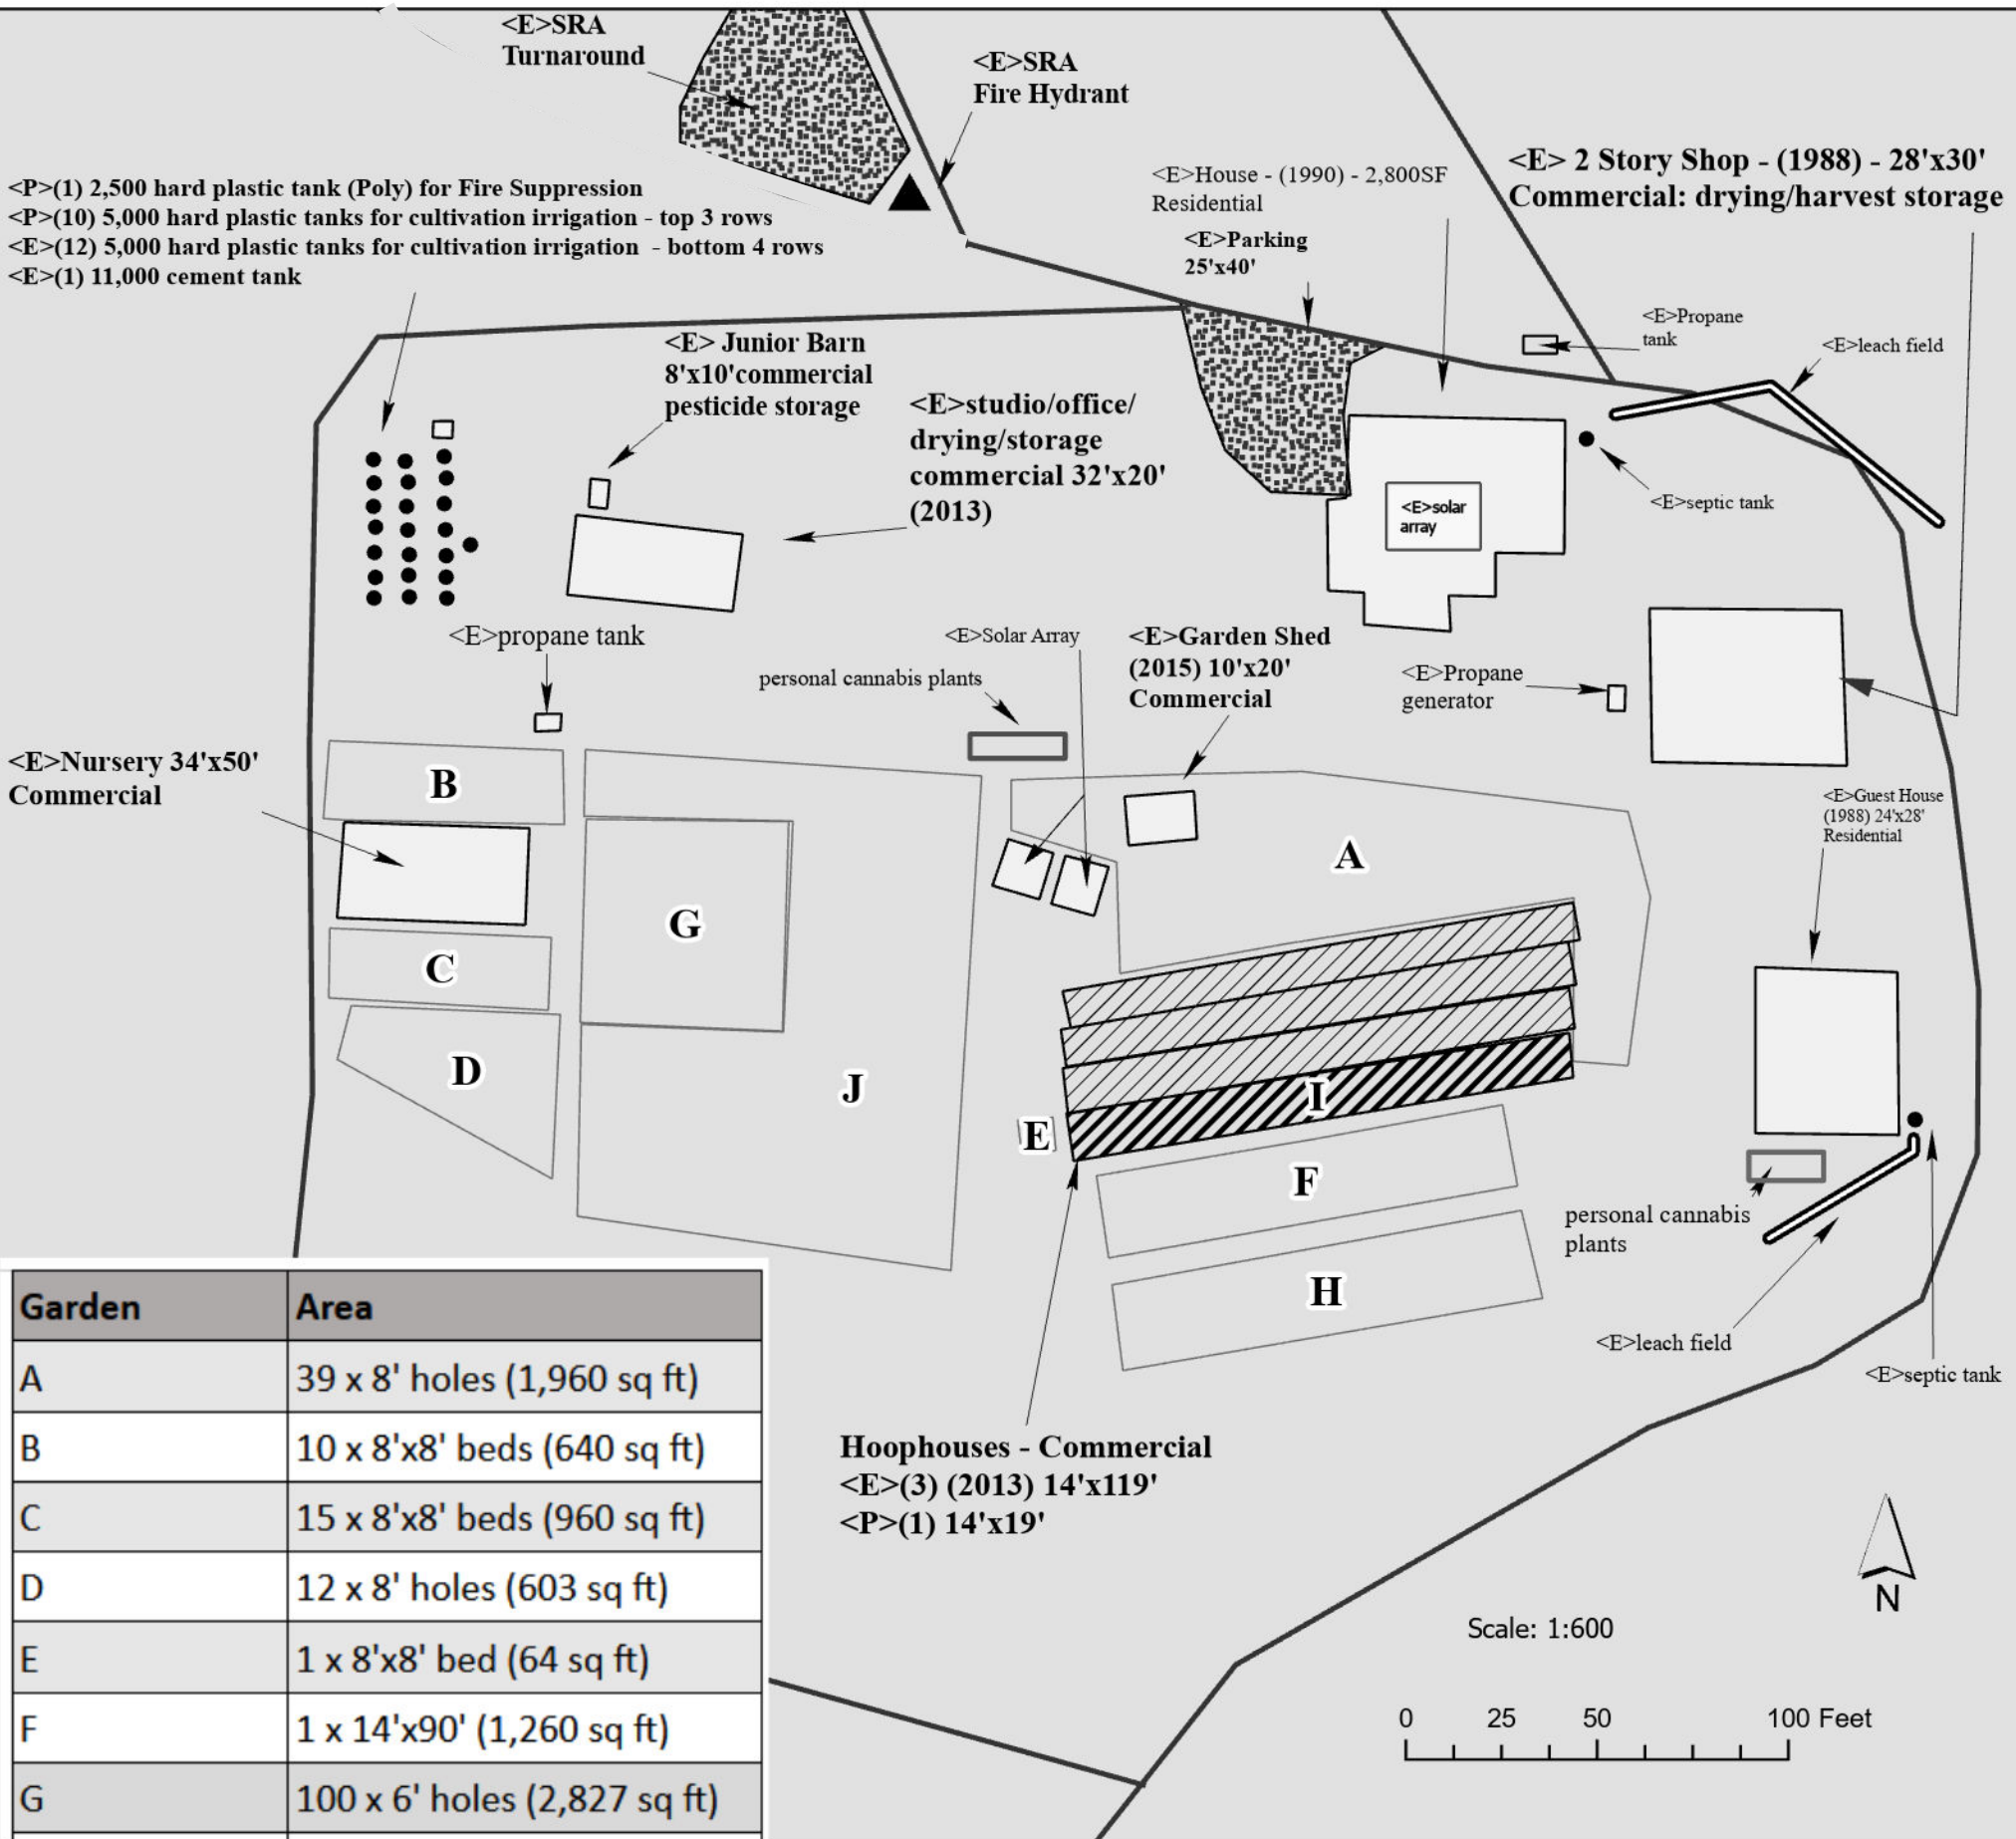 <E>SRA
Turnaround
<E>SRA
Fire Hydrant
<P>(1) 2,500 hard plastic tank (Poly) for Fire Suppression
<P>(10) 5,000 hard plastic tanks for cultivation irrigation - top 3 rows
<E>(12) 5,000 hard plastic tanks for cultivation irrigation - bottom 4 rows
<E>(1) 11,000 cement tank
<E>House - (1990) - 2,800SF
Residential
<E>Parking
25'x40'
<E> 2 Story Shop - (1988) - 28'x30'
Commercial: drying/harvest storage
<E>Propane
tank
<E>leach field
<E> Junior Barn
8'x10'commercial
pesticide storage
<E>studio/office/
drying/storage
commercial 32'x20'
(2013)
<E>solar
array
<E>septic tank
<E>propane tank
<E>Solar Array
personal cannabis plants
<E>Garden Shed
(2015) 10'x20'
Commercial
<E>Propane
generator
<E>Nursery 34'x50'
Commercial
<E>Guest House
(1988) 24'x28'
Residential
B
A
G
C
D
J
I
E
F
H
personal cannabis
plants
<E>leach field
<E>septic tank
Hoophouses - Commercial
<E>(3) (2013) 14'x119'
<P>(1) 14'x19'
Garden Area
A 39 x 8' holes (1,960 sq ft)
B 10 x 8'x8' beds (640 sq ft)
C 15 x 8'x8' beds (960 sq ft)
D 12 x 8' holes (603 sq ft)
E 1 x 8'x8' bed (64 sq ft)
F 1 x 14'x90' (1,260 sq ft)
G 100 x 6' holes (2,827 sq ft)
N
Scale: 1:600
0 25 50 100 Feet